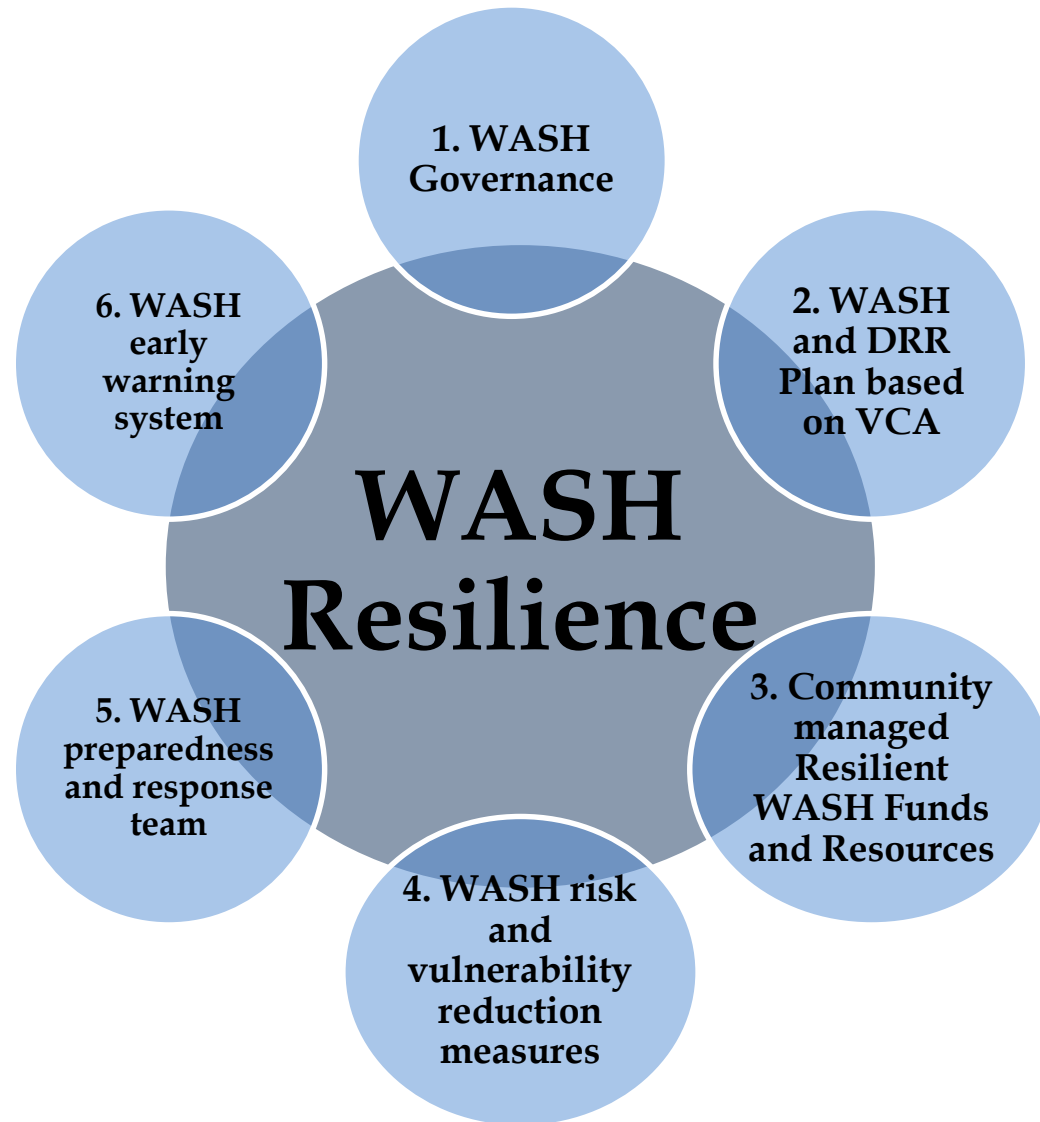 1. WASH
Governance
2. WASH
and DRR
Plan based
on VCA
3. Community
managed
Resilient
WASH Funds
and Resources
4. WASH risk
and
vulnerability
reduction
measures
5. WASH
preparedness
and response
team
6. WASH
early
warning
system
WASH
Resilience